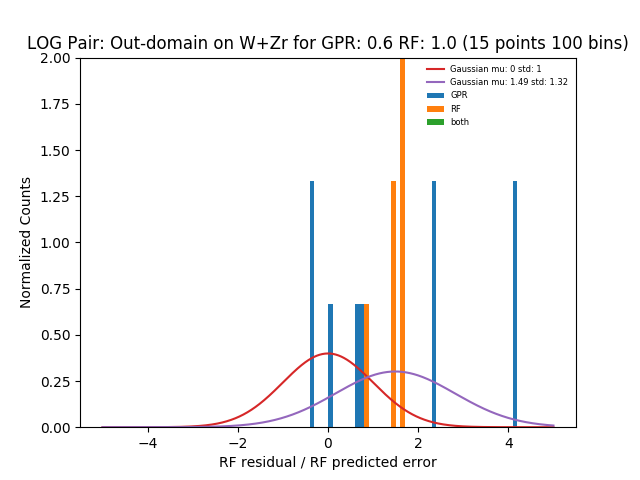 LOG Pair: Out-domain on W+Zr for GPR: 0.6 RF: 1.0 (15 points 100 bins)
2.00
1.75
1.50
1.25
1.00
0.75
0.50
0.25
0.00
Normalized Counts
Gaussian mu: 0 std: 1
Gaussian mu: 1.49 std: 1.32
GPR
RF
both
−4
−2
0
2
4
RF residual / RF predicted error